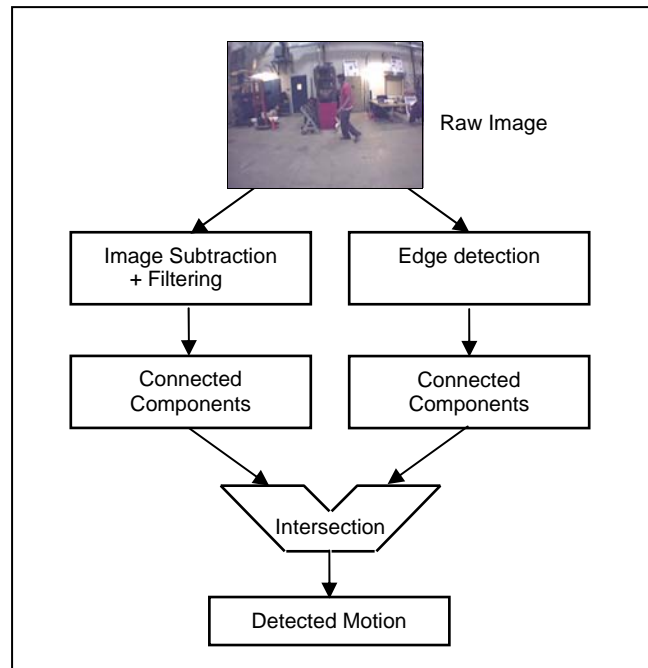 Raw Image
Image Subtraction
+ Filtering
Edge detection
Connected
Components
Connected
Components
Intersection
Detected Motion